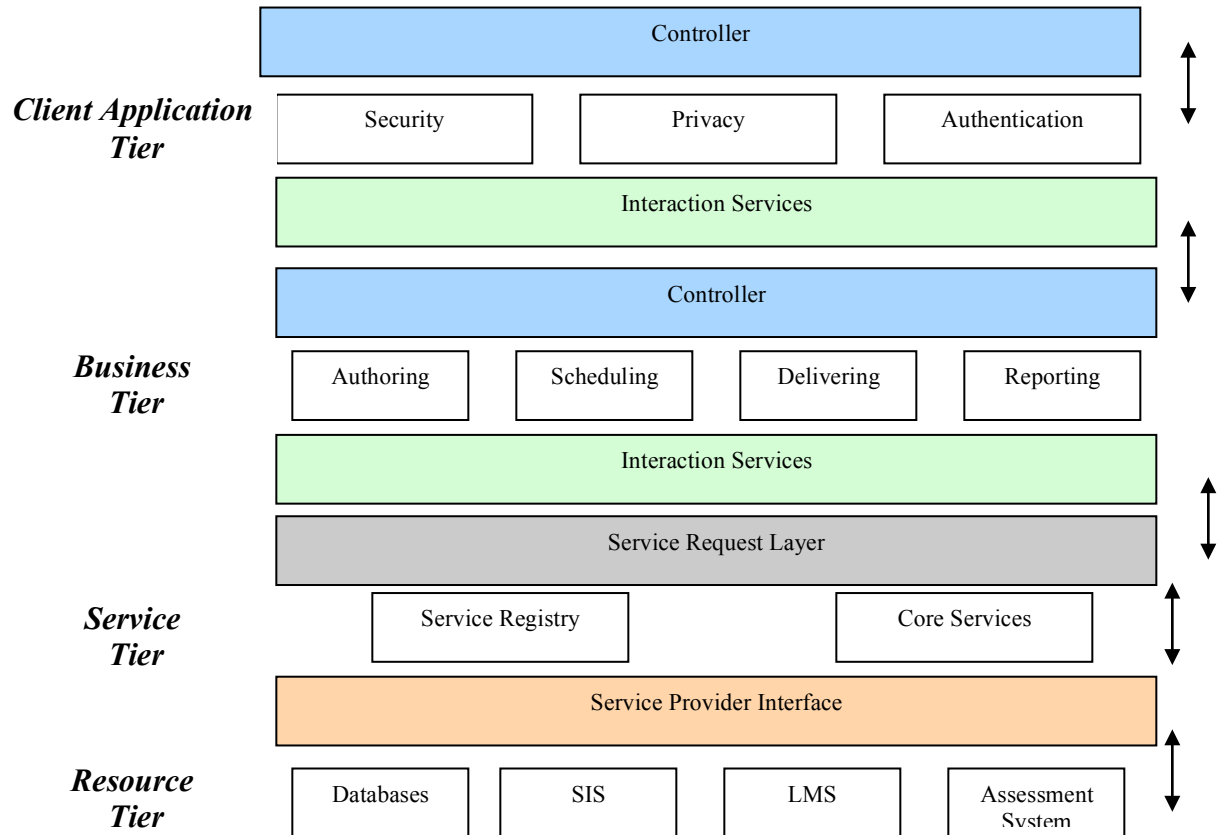 Controller
Client Application
Tier
Security
Privacy
Authentication
Interaction Services
Controller
Business
Tier
Authoring
Scheduling
Delivering
Reporting
Interaction Services
Service Request Layer
Service
Tier
Service Registry
Core Services
Service Provider Interface
Resource
Tier
Databases
SIS
LMS
Assessment
System